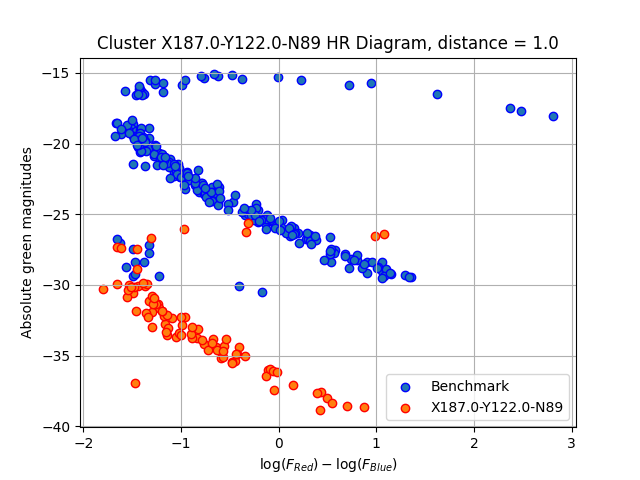 Cluster X187.0-Y122.0-N89 HR Diagram, distance = 1.0
Absolute green magnitudes
−15
−20
−25
−30
−35
−40
−2
−1
0
1
2
3
log(F_Red) − log(F_Blue)
Benchmark
X187.0-Y122.0-N89